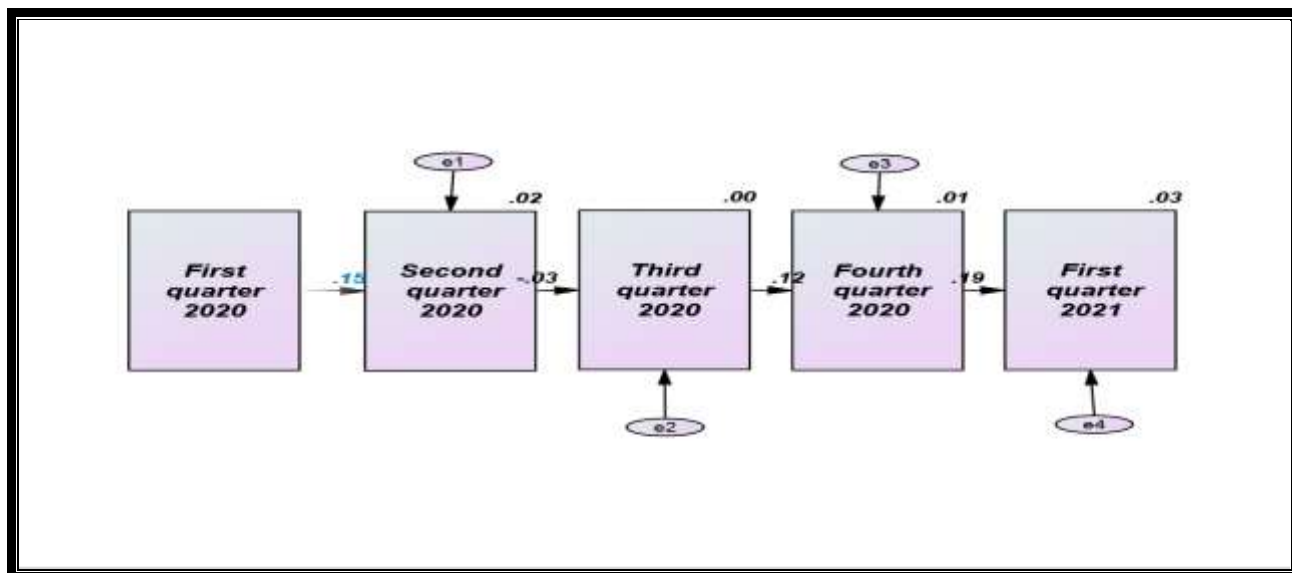 e1
e3
.02
.00
.01
.03
First
quarter
2020
.15
Second
quarter
2020
-.03
Third
quarter
2020
.12
Fourth
quarter
2020
.19
First
quarter
2021
e2
e4